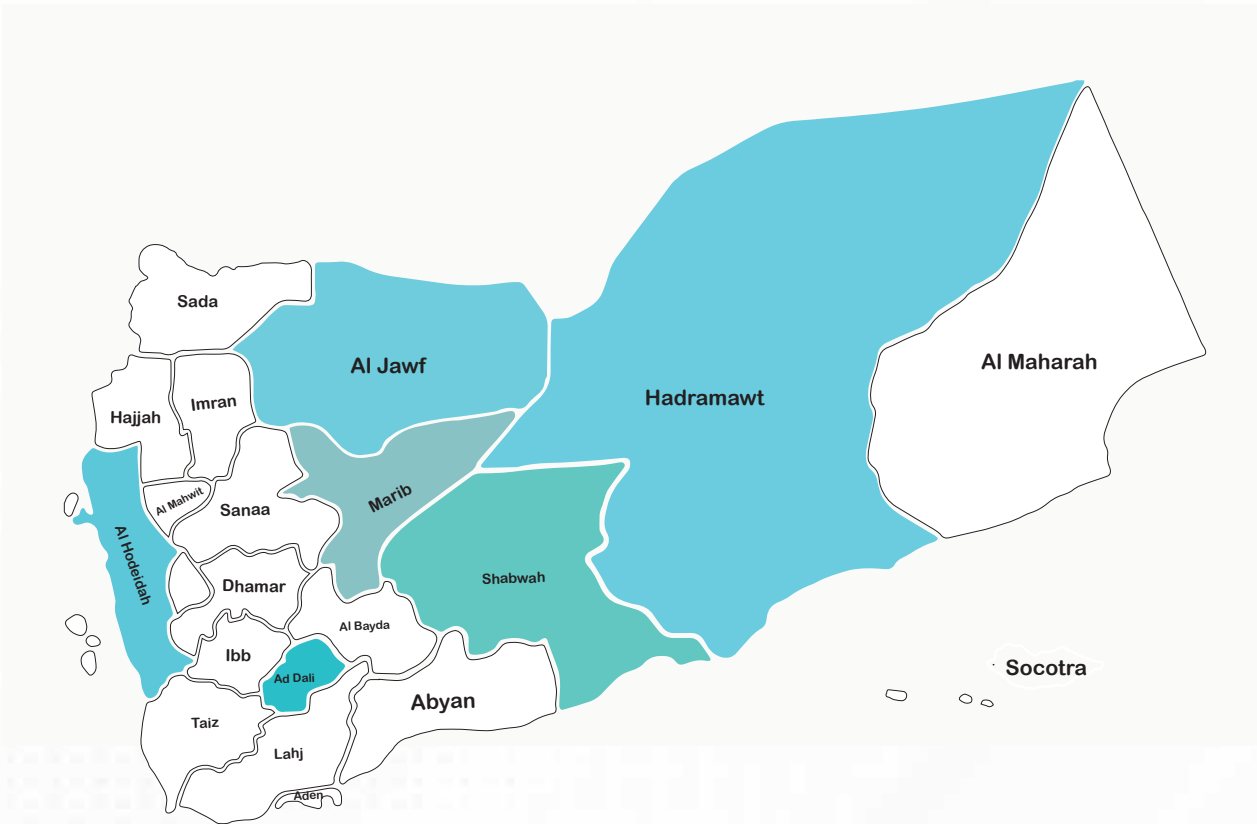 Sada
Al Jawf
Al Maharah
Hadramawt
Imran
Hajjah
Marib
Al Mahwit
Sanaa
Al Hodeidah
Shabwah
Dhamar
Al Bayda
Ibb
Socotra
Ad Dali
Abyan
Taiz
Lahj
Aden